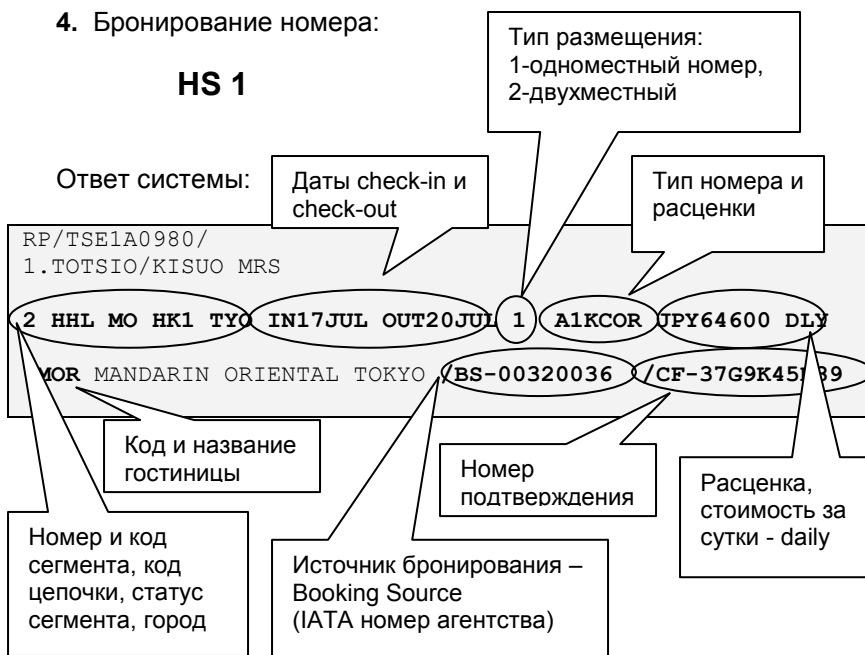 4. Бронирование номера:
Тип размещения:
1-одноместный номер,
2-двухместный
HS 1
Ответ системы:
Даты check-in и
check-out
Тип номера и
расценки
RP/TSE1A0980/
1.TOTSIO/KISUO MRS
2 HHL MO HK1 TYO IN17JUL OUT20JUL 1 A1KCOR JPY64600 DLY
MOR MANDARIN ORIENTAL TOKYO /BS-00320036
Код и название
гостиницы
Номер
подтверждения
Расценка,
стоимость за
сутки - daily
Номер и код
сегмента, код
цепочки, статус
сегмента, город
Источник бронирования –
Booking Source
(IATA номер агентства)